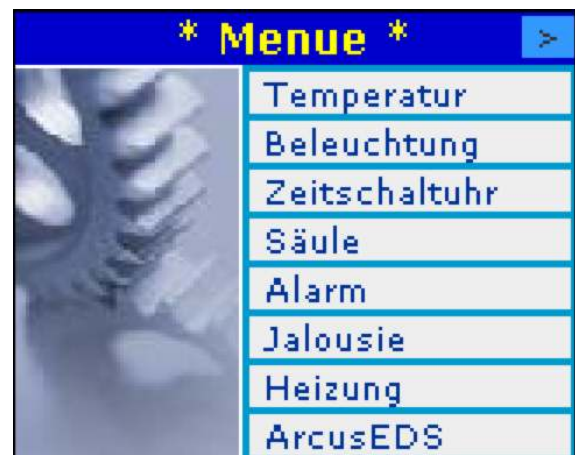 * Menue *   >
Temperatur
Beleuchtung
Zeitschaltuhr
Säule
Alarm
Jalousie
Heizung
ArcusEDS